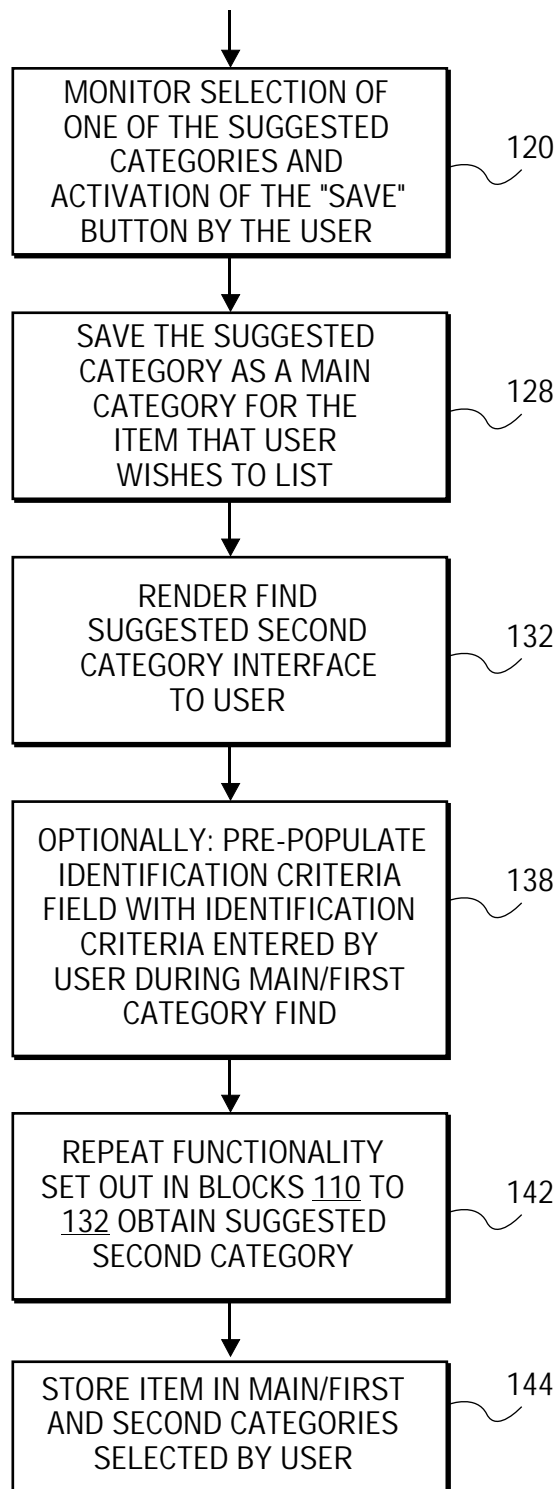 MONITOR SELECTION OF
ONE OF THE SUGGESTED
CATEGORIES AND
ACTIVATION OF THE "SAVE"
BUTTON BY THE USER
120
SAVE THE SUGGESTED
CATEGORY AS A MAIN
CATEGORY FOR THE
ITEM THAT USER
WISHES TO LIST
128
RENDER FIND
SUGGESTED SECOND
CATEGORY INTERFACE
TO USER
132
OPTIONALLY: PRE-POPULATE
IDENTIFICATION CRITERIA
FIELD WITH IDENTIFICATION
CRITERIA ENTERED BY
USER DURING MAIN/FIRST
CATEGORY FIND
138
REPEAT FUNCTIONALITY
SET OUT IN BLOCKS 110 TO
132 OBTAIN SUGGESTED
SECOND CATEGORY
142
STORE ITEM IN MAIN/FIRST
AND SECOND CATEGORIES
SELECTED BY USER
144